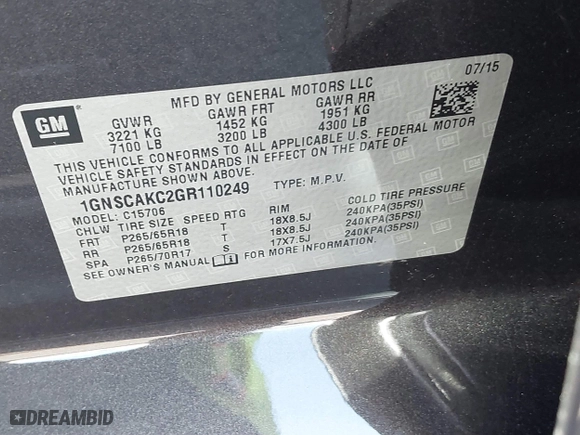 GM
MFD BY GENERAL MOTORS LLC
07/15
GVWR GAWR FRT GAWR RR
3221 KG 1452 KG 1951 KG
7100 LB 3200 LB 4300 LB
THIS VEHICLE CONFORMS TO ALL APPLICABLE U.S. FEDERAL MOTOR
VEHICLE SAFETY STANDARDS IN EFFECT ON THE DATE OF
MANUFACTURE SHOWN ABOVE.
1GNSCAKC2GR110249 TYPE: M.P.V.
MODEL: C15706
CHLW TIRE SIZE SPEED RTG RIM COLD TIRE PRESSURE
FRT P265/65R18 T 18X8.5J 240KPA(35PSI)
RR P265/65R18 T 18X8.5J 240KPA(35PSI)
SPA P265/70R17 S 17X7.5J 240KPA(35PSI)
SEE OWNER'S MANUAL FOR MORE INFORMATION.
DREAMBID